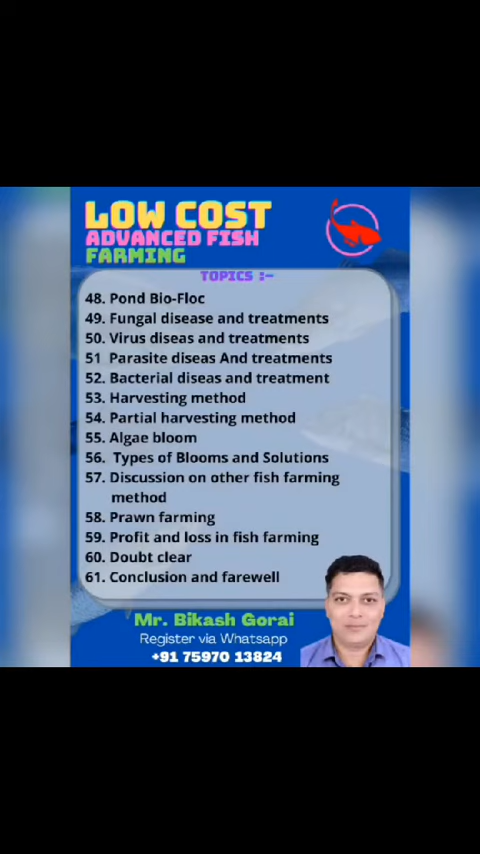 LOW COST
ADVANCED FISH
FARMING
TOPICS :-
48. Pond Bio-Floc
49. Fungal disease and treatments
50. Virus diseas and treatments
51 Parasite diseas And treatments
52. Bacterial diseas and treatment
53. Harvesting method
54. Partial harvesting method
55. Algae bloom
56. Types of Blooms and Solutions
57. Discussion on other fish farming
method
58. Prawn farming
59. Profit and loss in fish farming
60. Doubt clear
61. Conclusion and farewell
Mr. Bikash Gorai
Register via Whatsapp
+91 75970 13824